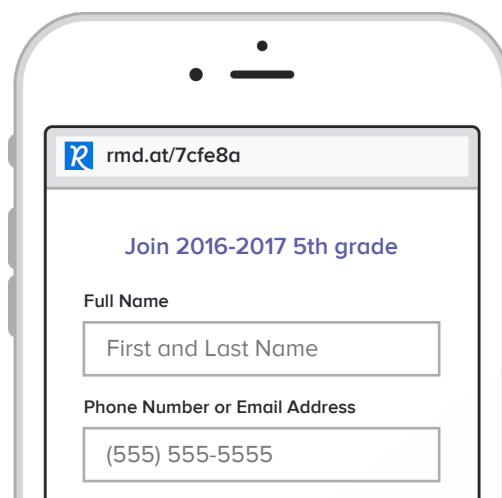 rmd.at/7cfe8a
Join 2016-2017 5th grade
Full Name
First and Last Name
Phone Number or Email Address
(555) 555-5555